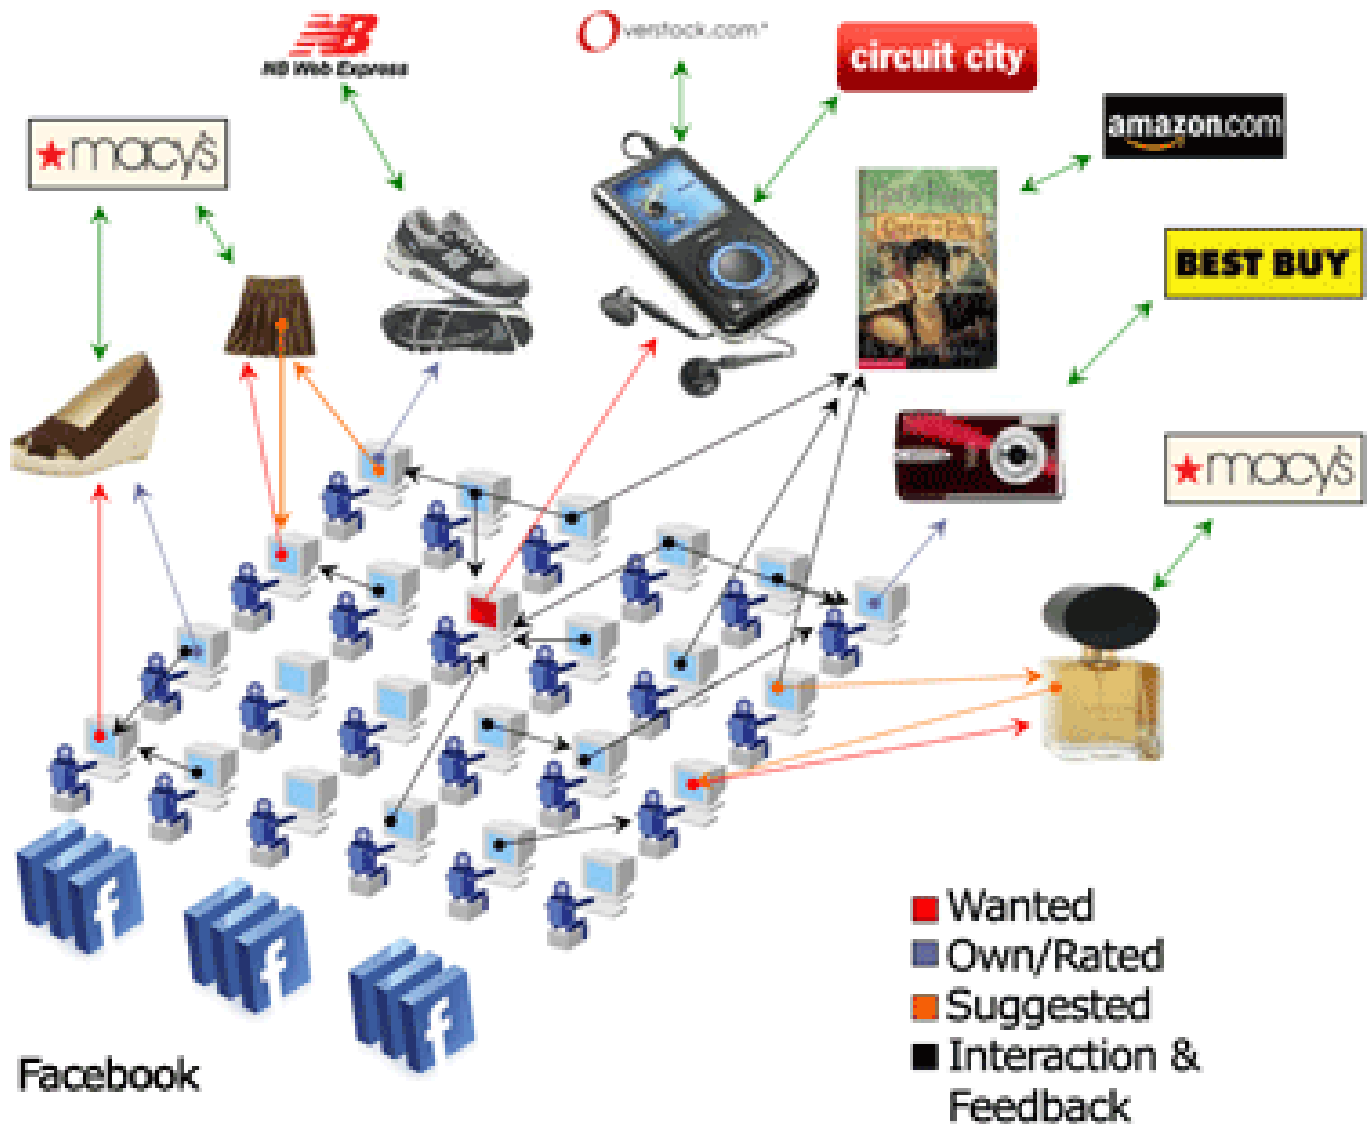 NB
NB Web Express
Overstock.com
circuit city
amazon.com
macy's
BEST BUY
macy's
f
f
f
Facebook
Wanted
Own/Rated
Suggested
Interaction &
Feedback